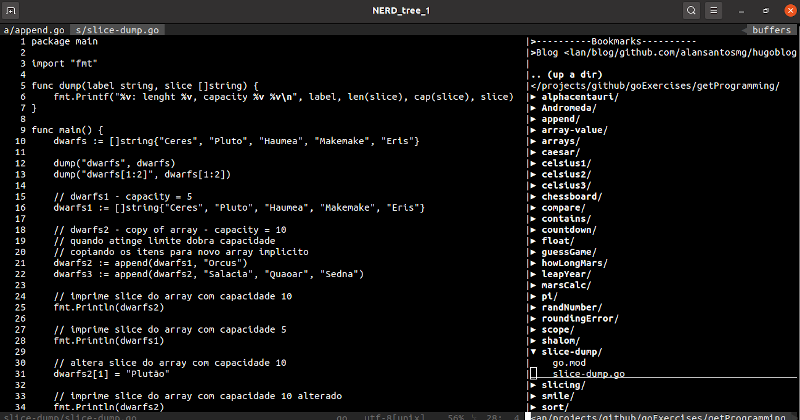 NERD_tree_1
a/append.go s/slice-dump.go
buffers
1 package main
2
3 import "fmt"
4
5 func dump(label string, slice []string) {
6 fmt.Printf("%v: lenght %v, capacity %v %v\n", label, len(slice), cap(slice), slice)
7 }
8
9 func main() {
10 dwarfs := []string{"Ceres", "Pluto", "Haumea", "Makemake", "Eris"}
11
12 dump("dwarfs", dwarfs)
13 dump("dwarfs[1:2]", dwarfs[1:2])
14
15 // dwarfs1 - capacity = 5
16 dwarfs1 := []string{"Ceres", "Pluto", "Haumea", "Makemake", "Eris"}
17
18 // dwarfs2 - copy of array - capacity = 10
19 // quando atinge limite dobra capacidade
20 // copiando os itens para novo array implicito
21 dwarfs2 := append(dwarfs1, "Orcus")
22 dwarfs3 := append(dwarfs2, "Salacia", "Quaoar", "Sedna")
23
24 // imprime slice do array com capacidade 10
25 fmt.Println(dwarfs2)
26
27 // imprime slice do array com capacidade 5
28 fmt.Println(dwarfs1)
29
30 // altera slice do array com capacidade 10
31 dwarfs2[1] = "Plutão"
32
33 // imprime slice do array com capacidade 10 alterado
34 fmt.Println(dwarfs2)
slice-dump/slice-dump.go go utf-8[unix] 56% 28: 4
>----------Bookmarks----------
>Blog <lan/blog/github.com/alansantosmg/hugoblog
.. (up a dir)
</projects/github/goExercises/getProgramming/
▶ alphacentauri/
▶ Andromeda/
▶ append/
▶ array-value/
▶ arrays/
▶ caesar/
▶ celsius1/
▶ celsius2/
▶ celsius3/
▶ chessboard/
▶ compare/
▶ contains/
▶ countdown/
▶ float/
▶ guessGame/
▶ howLongMars/
▶ leapYear/
▶ marsCalc/
▶ pi/
▶ randNumber/
▶ roundingError/
▶ scope/
▶ shalom/
▼ slice-dump/
go.mod
slice-dump.go
▶ slicing/
▶ smile/
▶ sort/
<an/projects/github/goExercises/getProgramming